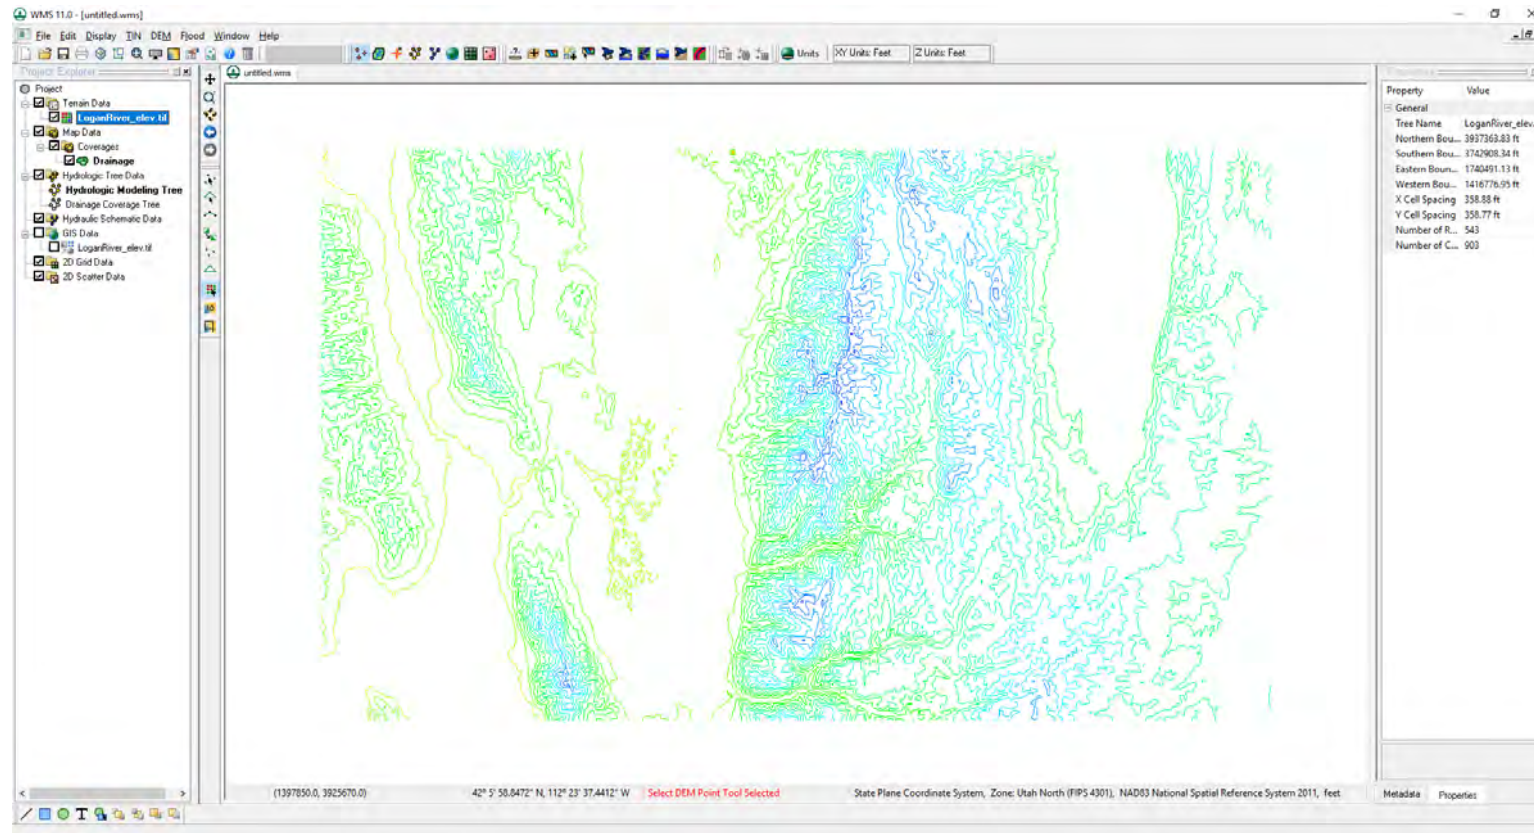 WMS 11.0 - [untitled.wms]
File Edit Display TIN DEM Flood Window Help
Units XY Units: Feet Z Units: Feet
Project Explorer
Project
Terrain Data
LoganRiver_elev.tif
Map Data
Coverages
Drainage
Hydrologic Tree Data
Hydrologic Modeling Tree
Drainage Coverage Tree
Hydraulic Schematic Data
GIS Data
LoganRiver_elev.tif
2D Grid Data
2D Scatter Data
untitled.wms
Property Value
General
Tree Name LoganRiver_elev.
Northern Bou... 3937363.83 ft
Southern Bou... 3742908.34 ft
Eastern Boun... 1740491.13 ft
Western Bou... 1416776.95 ft
X Cell Spacing 358.88 ft
Y Cell Spacing 358.77 ft
Number of R... 543
Number of C... 903
(1397850.0, 3925670.0) 42° 5' 58.8472" N, 112° 23' 37.4412" W Select DEM Point Tool Selected State Plane Coordinate System, Zone: Utah North (FIPS 4301), NAD83 National Spatial Reference System 2011, feet
Metadata Properties
T